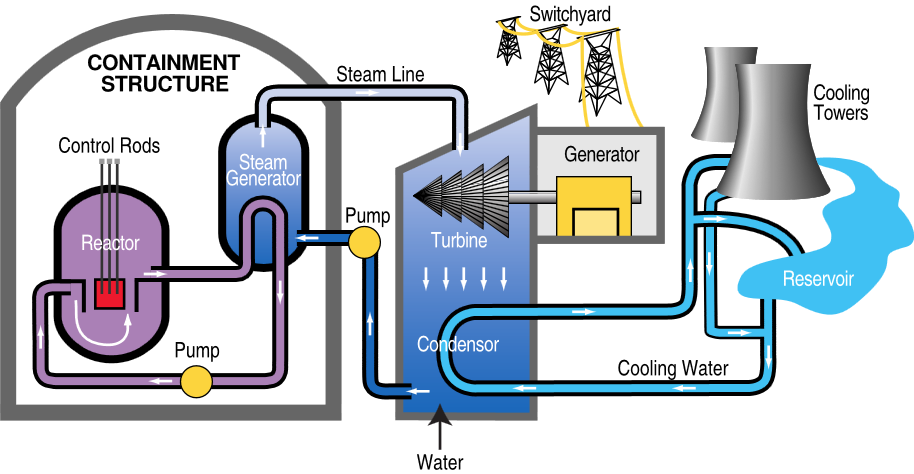 Switchyard
CONTAINMENT
STRUCTURE
Steam Line
Cooling
Towers
Control Rods
Steam
Generator
Generator
Pump
Reactor
Turbine
Reservoir
Condensor
Pump
Cooling Water
Water